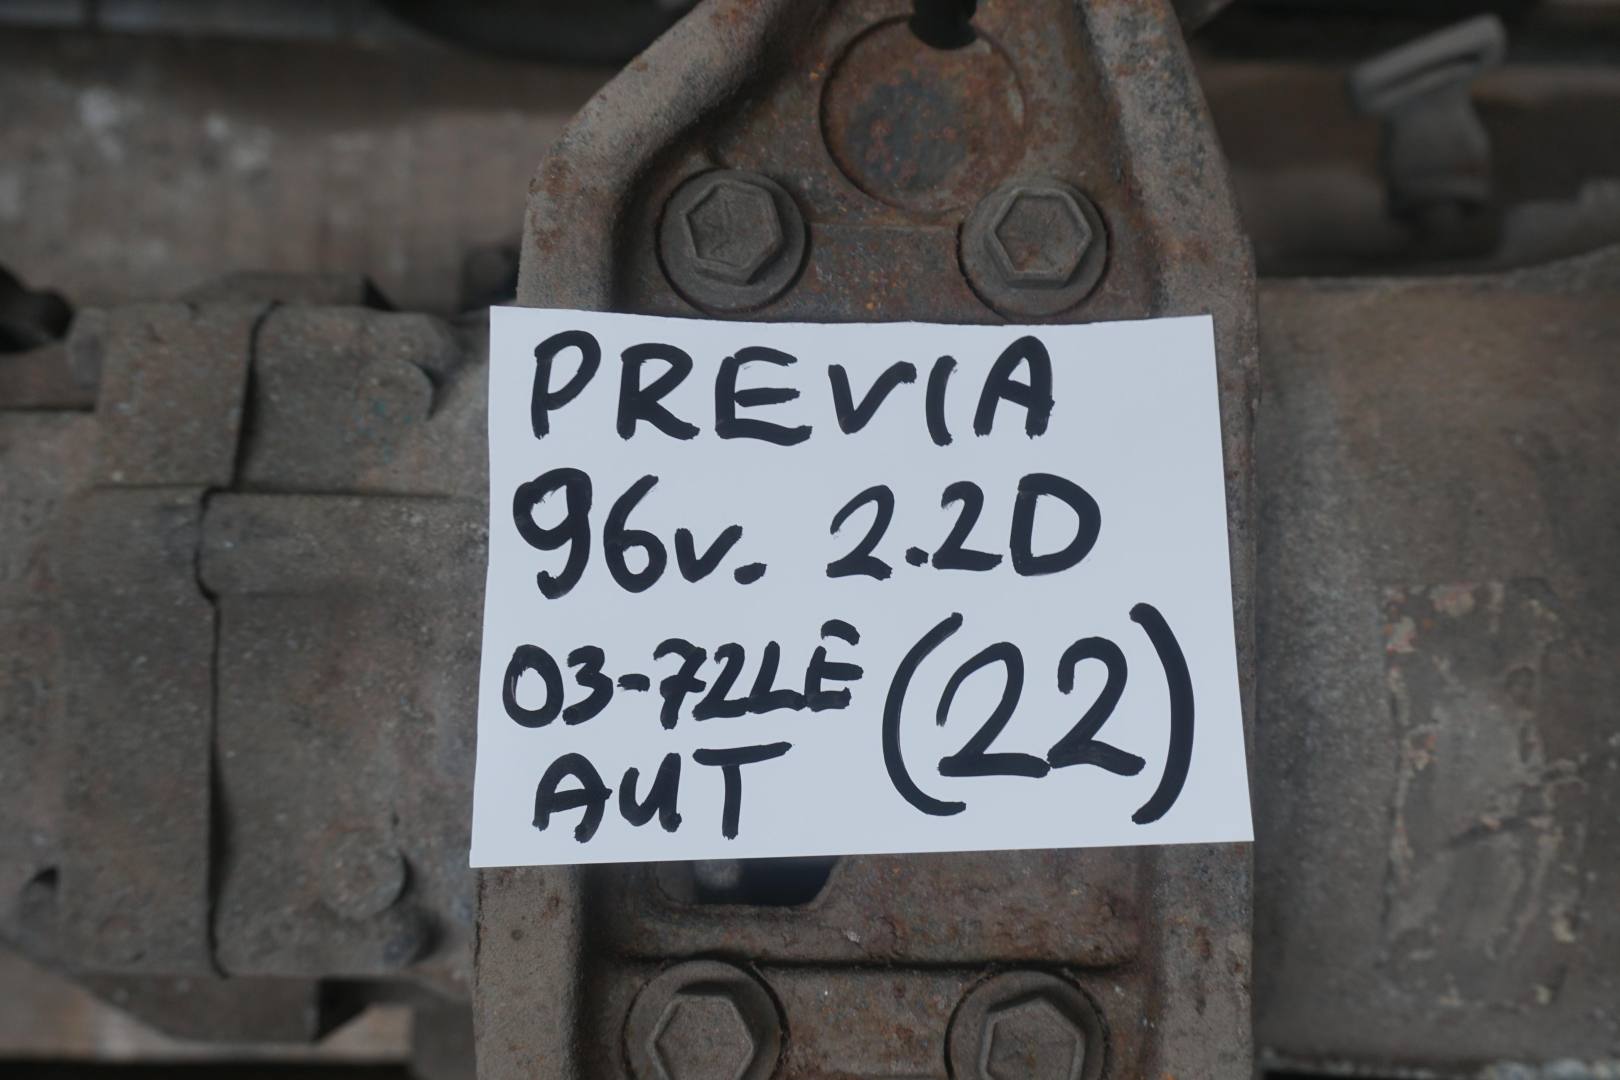 PREVIA
96v. 2.2D
03-72LE (22)
AUT